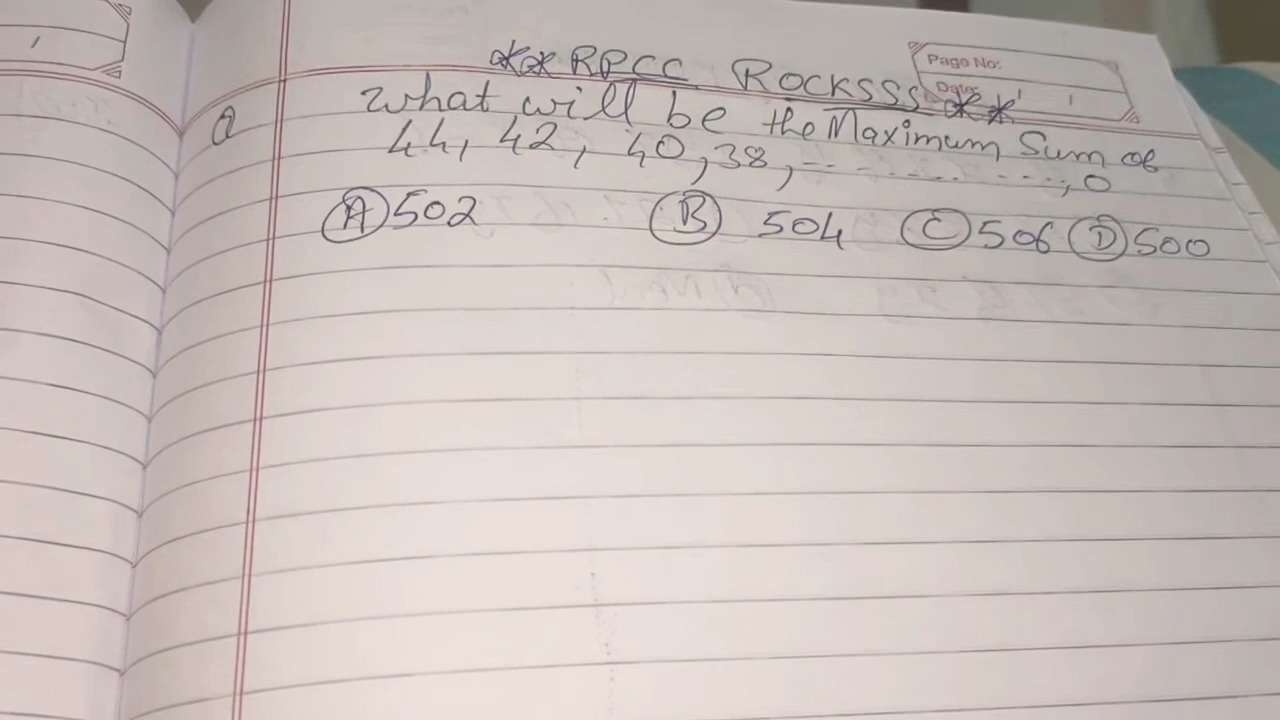 ** RPCC ROCKSSS **
Page No:
Date:
Q What will be the Maximum Sum of
44, 42, 40, 38, -- - --- -- ---, 0
(A) 502 (B) 504 (C) 506 (D) 500